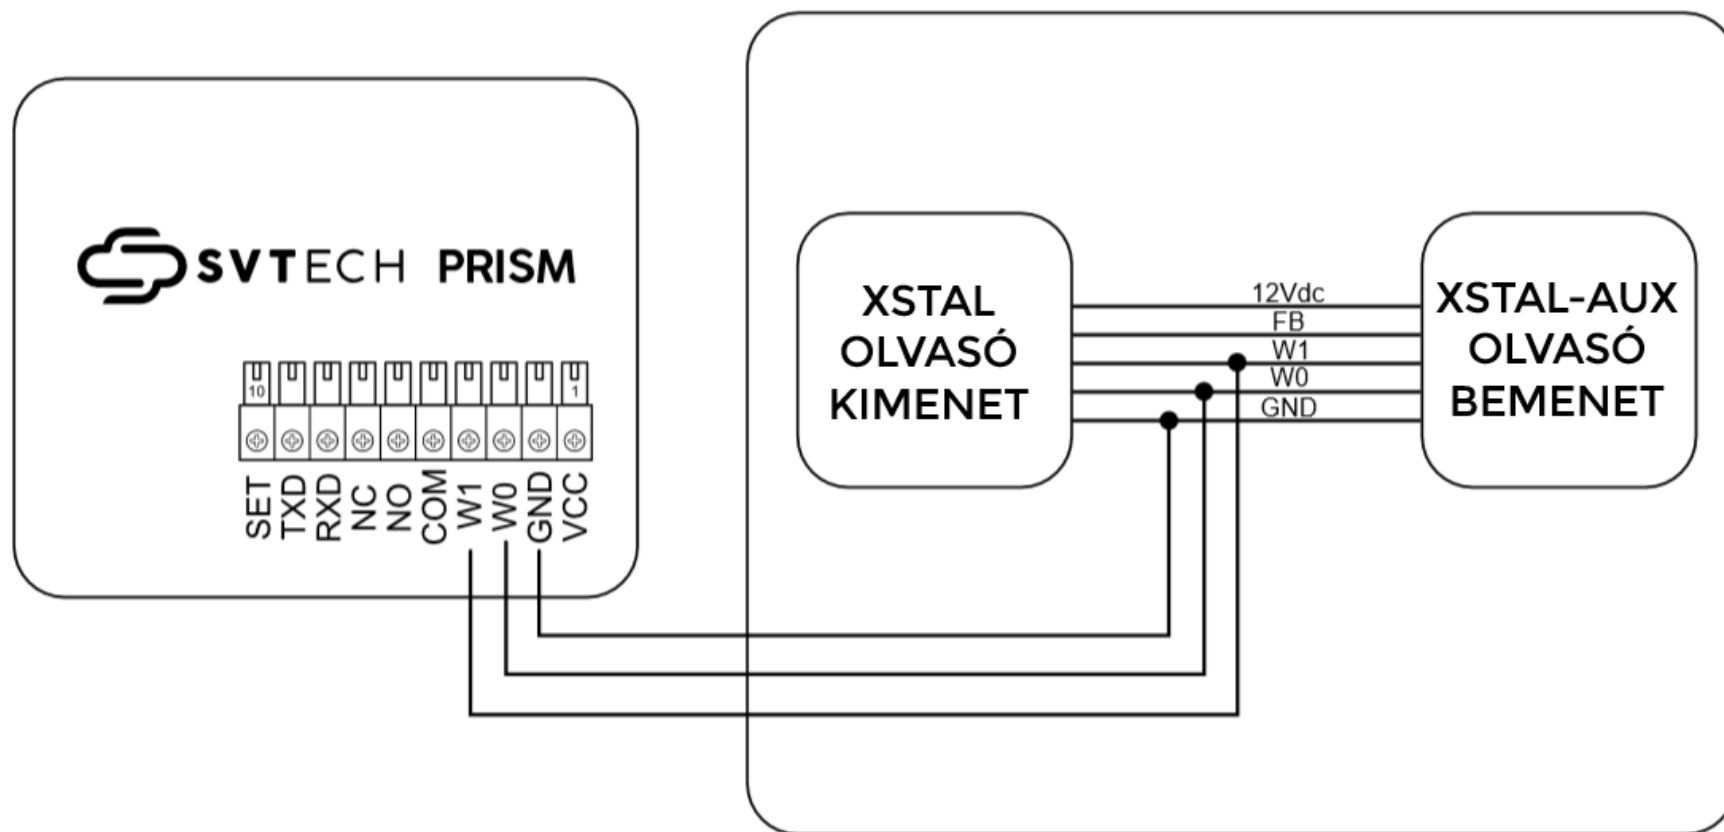 SVTECH PRISM
10
1
SET
TXD
RXD
NC
NO
COM
W1
W0
GND
VCC
XSTAL
OLVASÓ
KIMENET
12Vdc
FB
W1
W0
GND
XSTAL-AUX
OLVASÓ
BEMENET